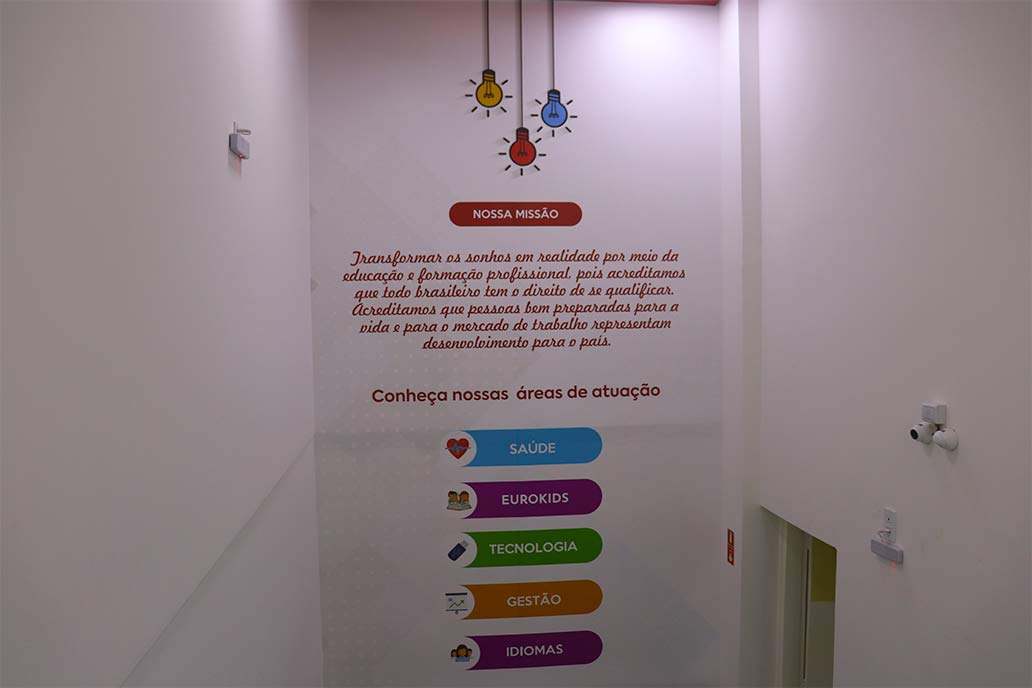 NOSSA MISSÃO
Transformar os sonhos em realidade por meio da
educação e formação profissional, pois acreditamos
que todo brasileiro tem o direito de se qualificar.
Acreditamos que pessoas bem preparadas para a
vida e para o mercado de trabalho representam
desenvolvimento para o país.
Conheça nossas áreas de atuação
SAÚDE
EUROKIDS
TECNOLOGIA
GESTÃO
IDIOMAS